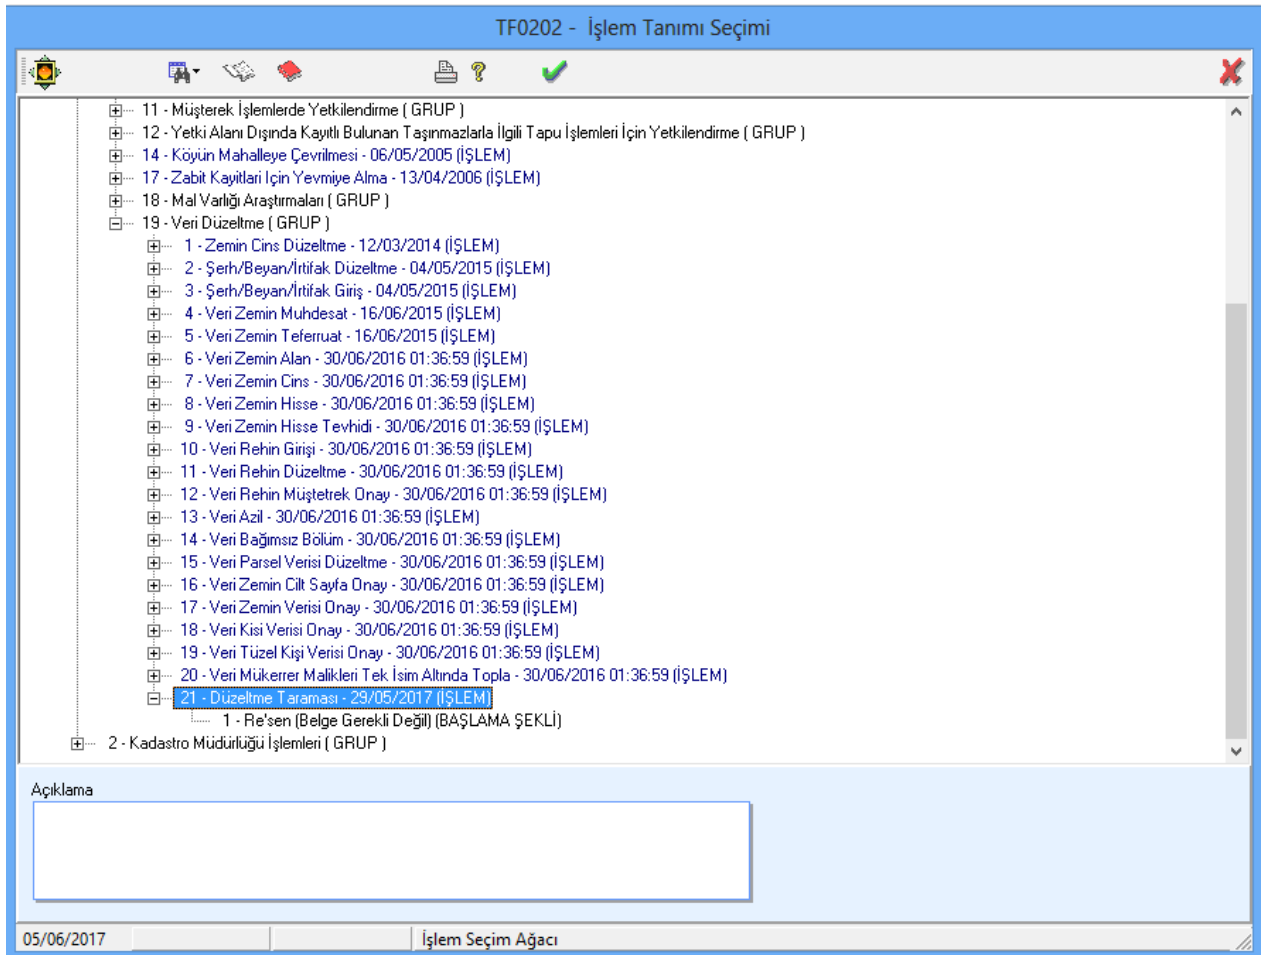 TF0202 -  İşlem Tanımı Seçimi
11 - Müşterek İşlemlerde Yetkilendirme ( GRUP )
12 - Yetki Alanı Dışında Kayıtlı Bulunan Taşınmazlarla İlgili Tapu İşlemleri İçin Yetkilendirme ( GRUP )
14 - Köyün Mahalleye Çevrilmesi - 06/05/2005 (İŞLEM)
17 - Zabit Kayitlari Için Yevmiye Alma - 13/04/2006 (İŞLEM)
18 - Mal Varlığı Araştırmaları ( GRUP )
19 - Veri Düzeltme ( GRUP )
1 - Zemin Cins Düzeltme - 12/03/2014 (İŞLEM)
2 - Şerh/Beyan/İrtifak Düzeltme - 04/05/2015 (İŞLEM)
3 - Şerh/Beyan/İrtifak Giriş - 04/05/2015 (İŞLEM)
4 - Veri Zemin Muhdesat - 16/06/2015 (İŞLEM)
5 - Veri Zemin Teferruat - 16/06/2015 (İŞLEM)
6 - Veri Zemin Alan - 30/06/2016 01:36:59 (İŞLEM)
7 - Veri Zemin Cins - 30/06/2016 01:36:59 (İŞLEM)
8 - Veri Zemin Hisse - 30/06/2016 01:36:59 (İŞLEM)
9 - Veri Zemin Hisse Tevhidi - 30/06/2016 01:36:59 (İŞLEM)
10 - Veri Rehin Girişi - 30/06/2016 01:36:59 (İŞLEM)
11 - Veri Rehin Düzeltme - 30/06/2016 01:36:59 (İŞLEM)
12 - Veri Rehin Müştetrek Onay - 30/06/2016 01:36:59 (İŞLEM)
13 - Veri Azil - 30/06/2016 01:36:59 (İŞLEM)
14 - Veri Bağımsız Bölüm - 30/06/2016 01:36:59 (İŞLEM)
15 - Veri Parsel Verisi Düzeltme - 30/06/2016 01:36:59 (İŞLEM)
16 - Veri Zemin Cilt Sayfa Onay - 30/06/2016 01:36:59 (İŞLEM)
17 - Veri Zemin Verisi Onay - 30/06/2016 01:36:59 (İŞLEM)
18 - Veri Kisi Verisi Onay - 30/06/2016 01:36:59 (İŞLEM)
19 - Veri Tüzel Kişi Verisi Onay - 30/06/2016 01:36:59 (İŞLEM)
20 - Veri Mükerrer Malikleri Tek İsim Altında Topla - 30/06/2016 01:36:59 (İŞLEM)
21 - Düzeltme Taraması - 29/05/2017 (İŞLEM)
1 - Re'sen (Belge Gerekli Değil) (BAŞLAMA ŞEKLİ)
2 - Kadastro Müdürlüğü İşlemleri ( GRUP )
Açıklama
05/06/2017 İşlem Seçim Ağacı